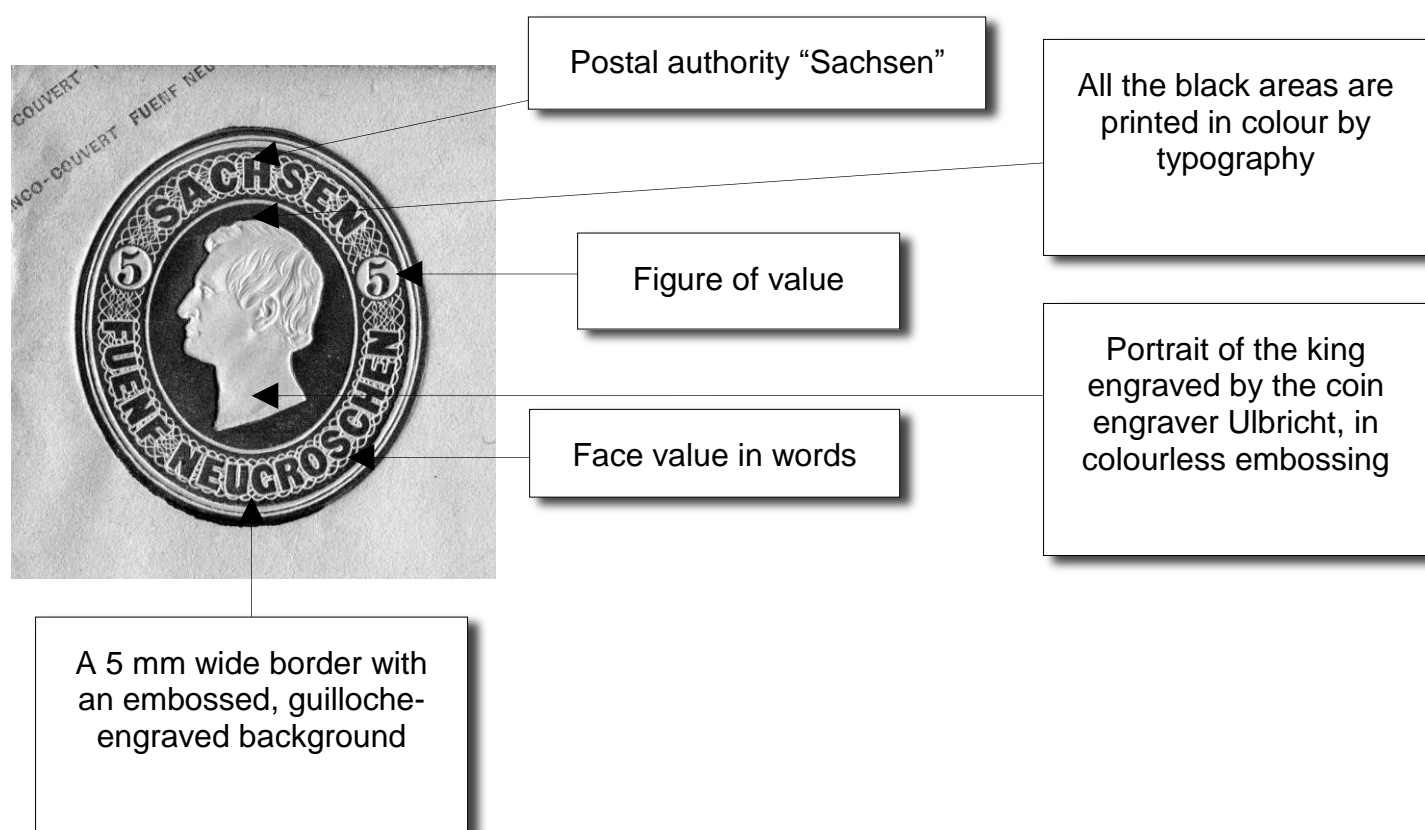 Postal authority “Sachsen”
All the black areas are
printed in colour by
typography
COUVERT
NCO-COUVERT FUENF NEU
SACHSEN
5
5
FUENF NEUGROSCHEN
Figure of value
Portrait of the king
engraved by the coin
engraver Ulbricht, in
colourless embossing
Face value in words
A 5 mm wide border with
an embossed, guilloche-
engraved background